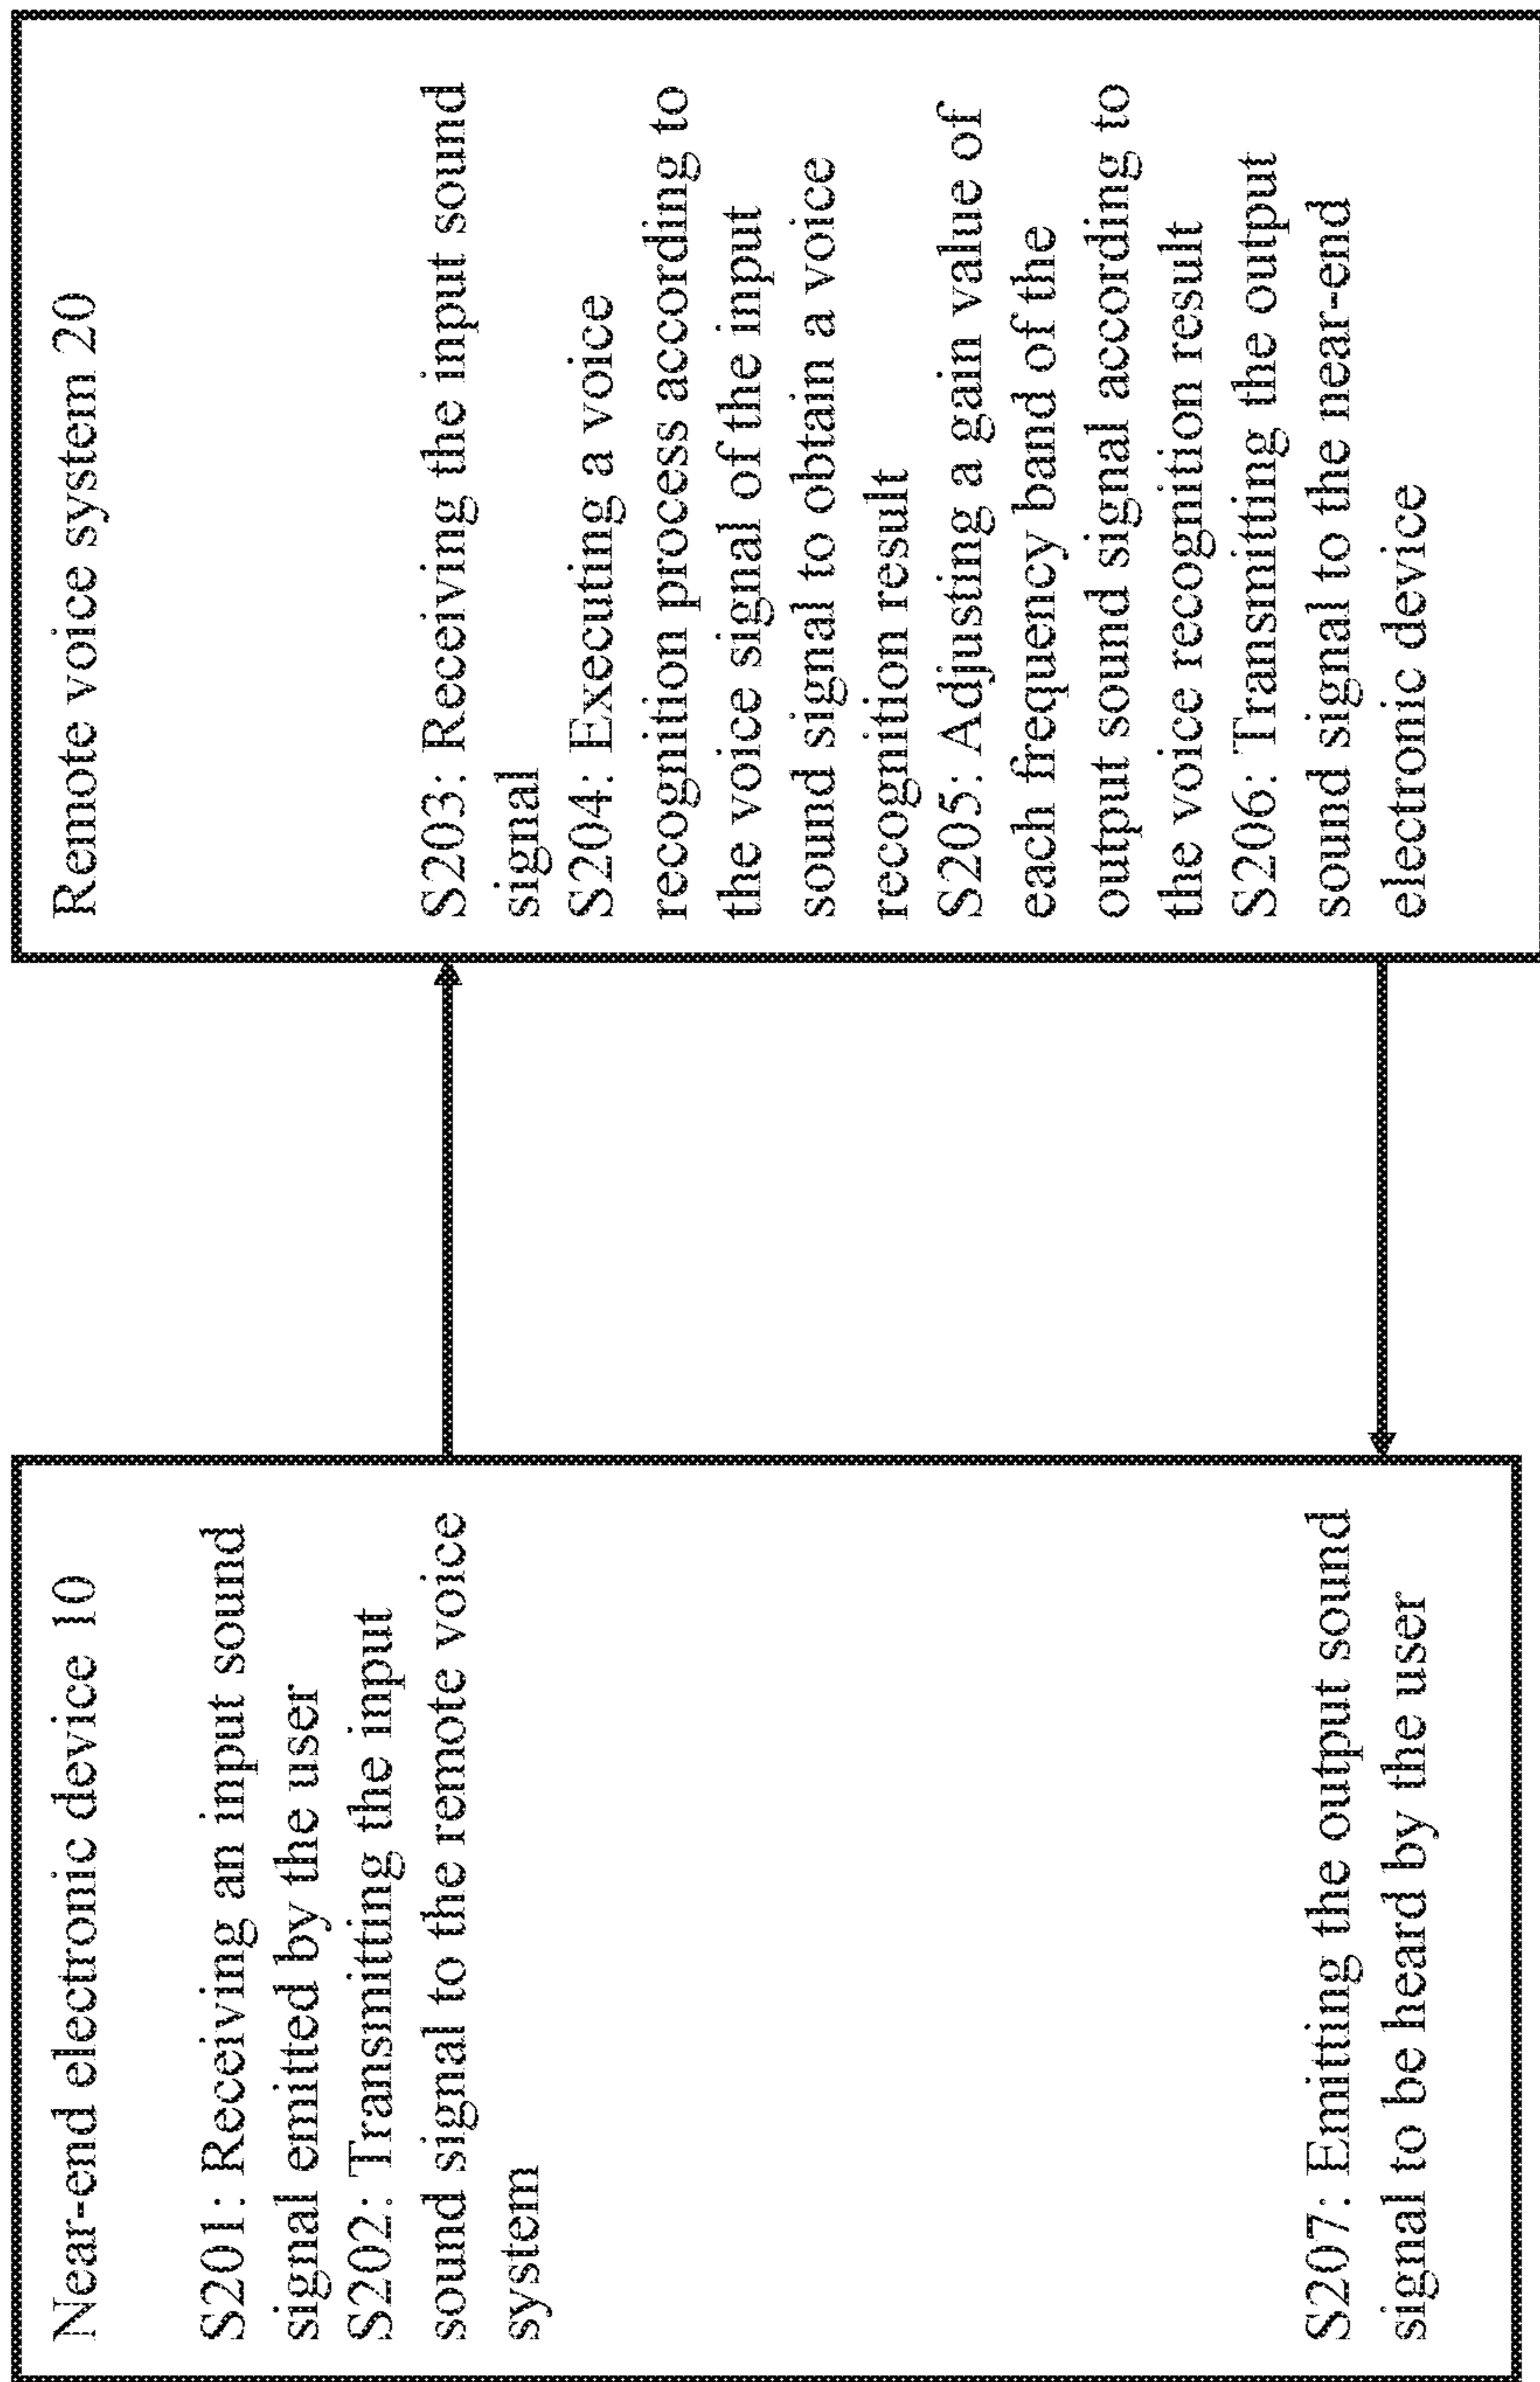 Near-end electronic device 10
S201: Receiving an input sound
signal emitted by the user
S202: Transmitting the input
sound signal to the remote voice
system
S207: Emitting the output sound
signal to be heard by the user
Remote voice system 20
S203: Receiving the input sound
signal
S204: Executing a voice
recognition process according to
the voice signal of the input
sound signal to obtain a voice
recognition result
S205: Adjusting a gain value of
each frequency band of the
output sound signal according to
the voice recognition result
S206: Transmitting the output
sound signal to the near-end
electronic device